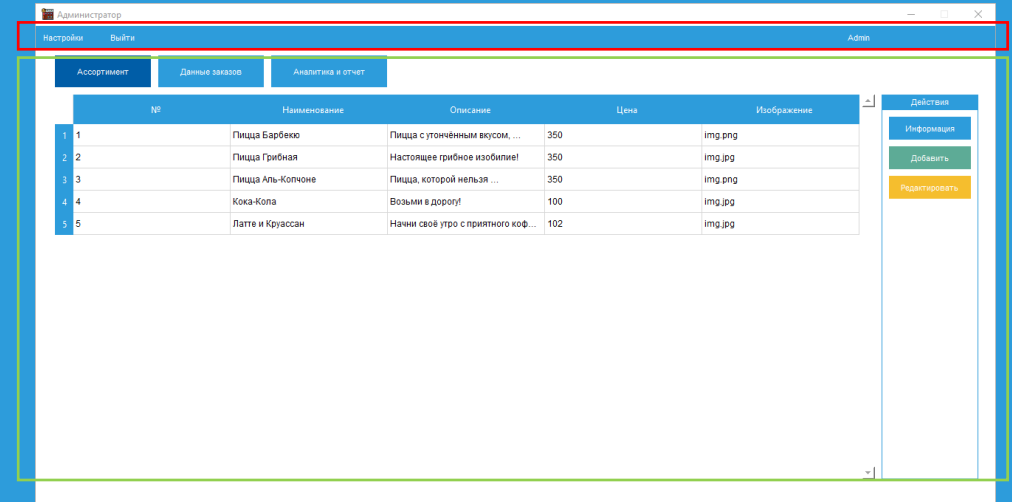 Администратор
Настройки Выйти Admin
Ассортимент Данные заказов Аналитика и отчет
№ Наименование Описание Цена Изображение Действия
1 1 Пицца Барбекю Пицца с утончённым вкусом, ... 350 img.png Информация
2 2 Пицца Грибная Настоящее грибное изобилие! 350 img.jpg Добавить
3 3 Пицца Аль-Копчоне Пицца, которой нельзя ... 350 img.png Редактировать
4 4 Кока-Кола Возьми в дорогу! 100 img.jpg
5 5 Латте и Круассан Начни своё утро с приятного коф... 102 img.jpg